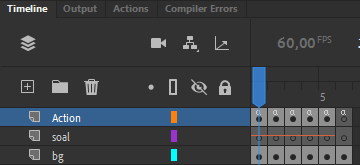 Timeline Output Actions Compiler Errors
60,00 FPS
5
Action
soal
bg